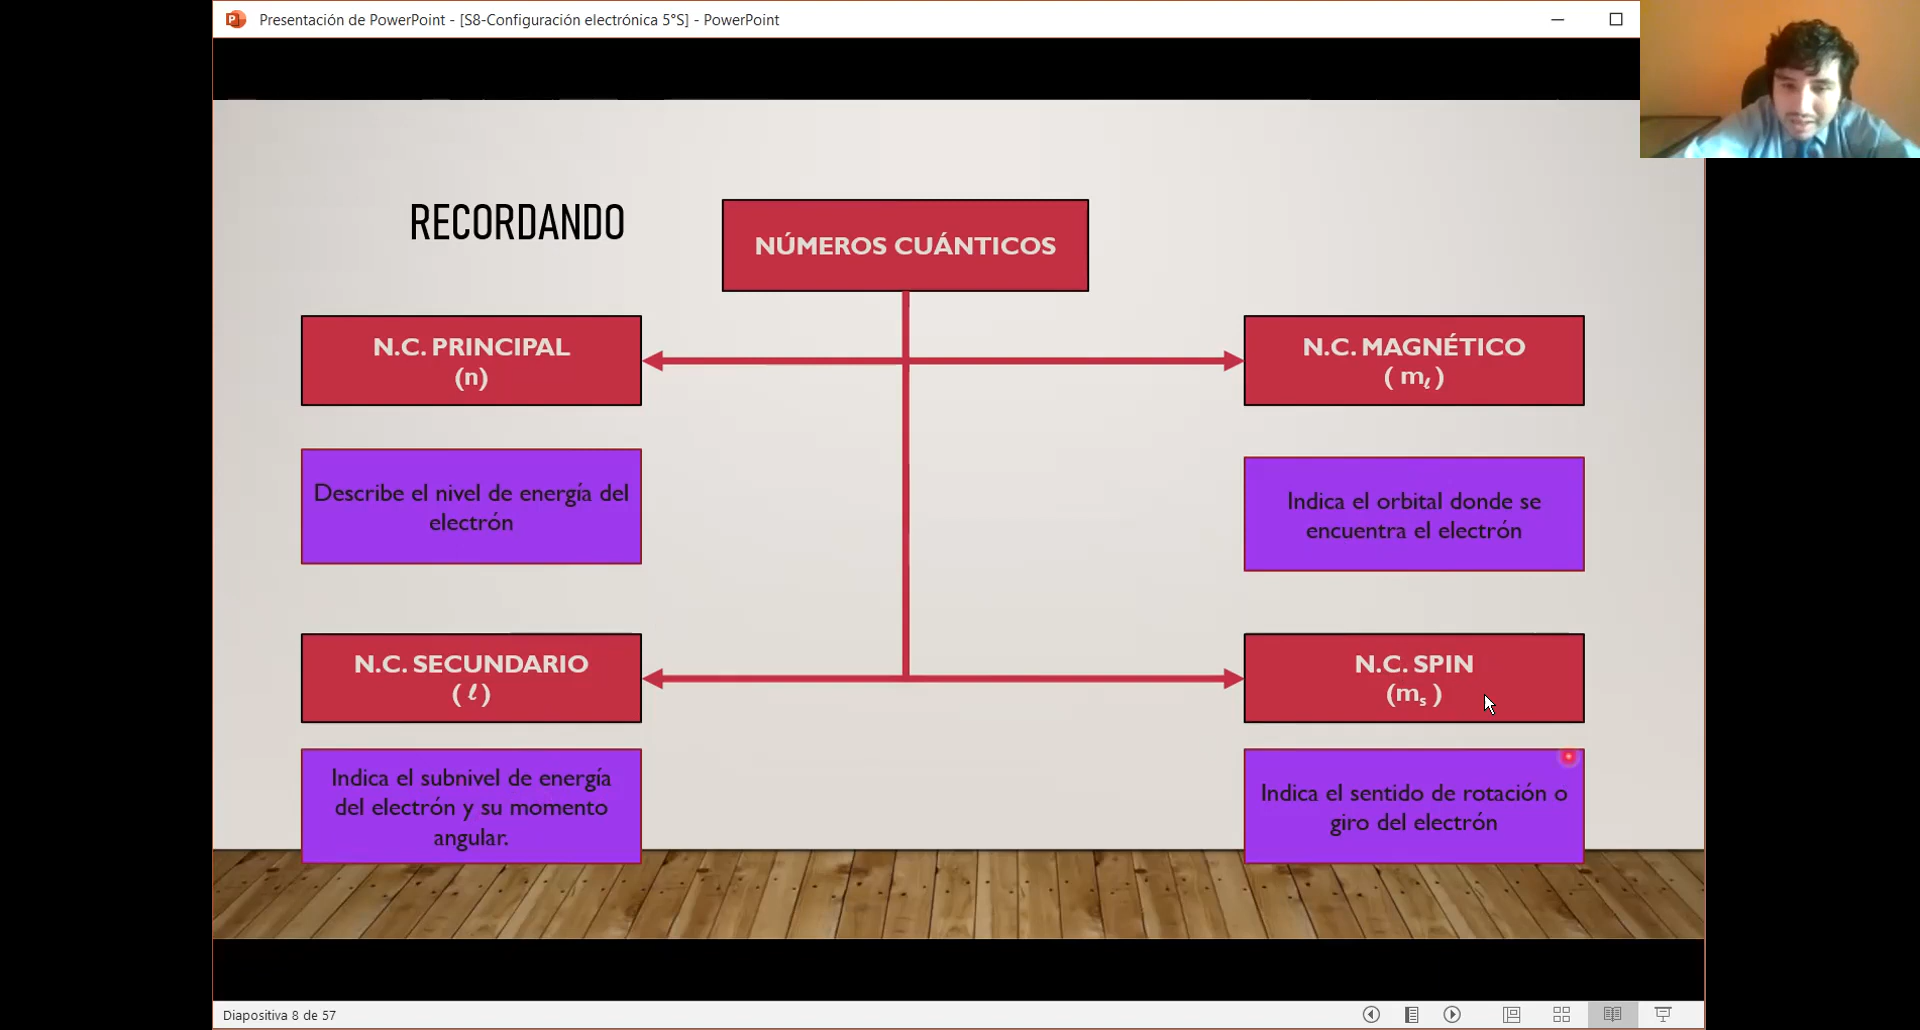 Presentación de PowerPoint - [S8-Configuración electrónica 5°S] - PowerPoint
RECORDANDO
NÚMEROS CUÁNTICOS
N.C. PRINCIPAL
(n)
N.C. MAGNÉTICO
( mℓ )
Describe el nivel de energía del
electrón
Indica el orbital donde se
encuentra el electrón
N.C. SECUNDARIO
( ℓ )
N.C. SPIN
(ms )
Indica el subnivel de energía
del electrón y su momento
angular.
Indica el sentido de rotación o
giro del electrón
Diapositiva 8 de 57